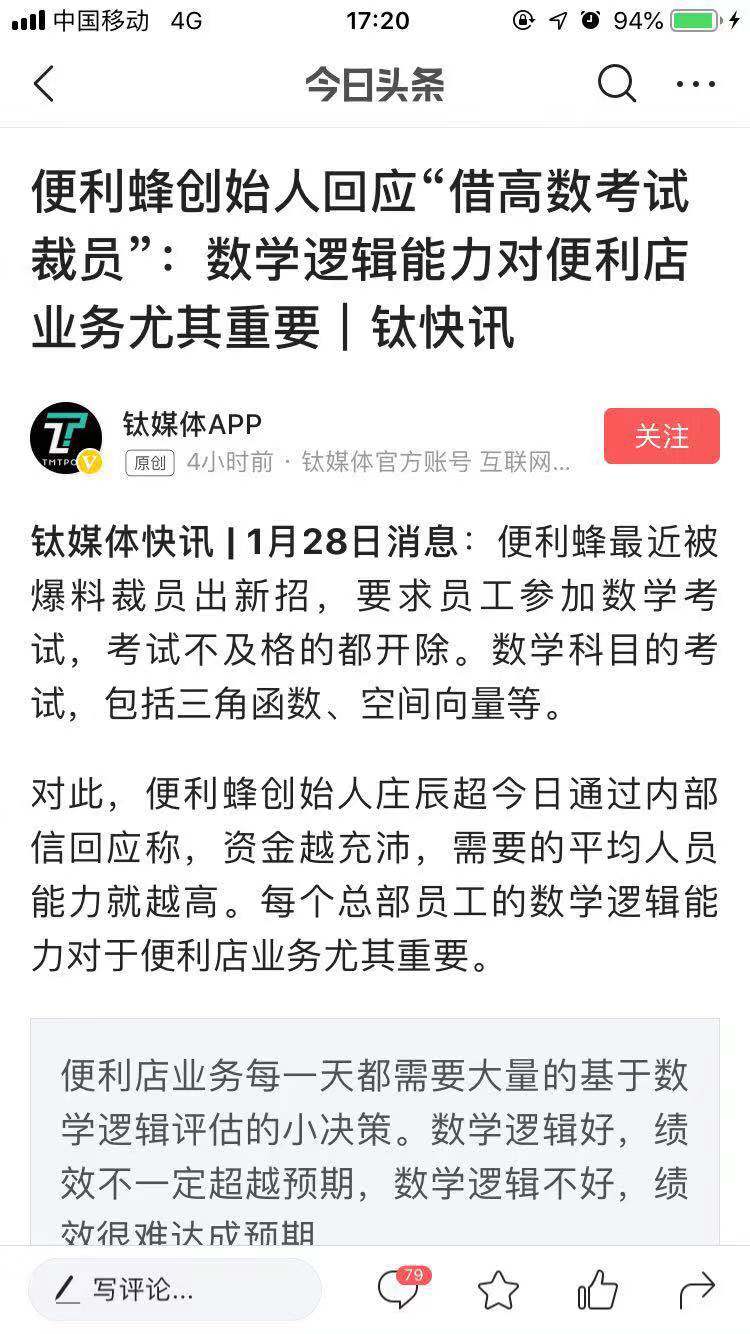 中国移动 4G 17:20 94%
今日头条
便利蜂创始人回应“借高数考试
裁员”：数学逻辑能力对便利店
业务尤其重要 | 钛快讯
钛媒体APP
关注
TMTPO V
原创 4小时前 · 钛媒体官方账号 互联网...
钛媒体快讯 | 1月28日消息：便利蜂最近被
爆料裁员出新招，要求员工参加数学考
试，考试不及格的都开除。数学科目的考
试，包括三角函数、空间向量等。
对此，便利蜂创始人庄辰超今日通过内部
信回应称，资金越充沛，需要的平均人员
能力就越高。每个总部员工的数学逻辑能
力对于便利店业务尤其重要。
便利店业务每一天都需要大量的基于数
学逻辑评估的小决策。数学逻辑好，绩
效不一定超越预期，数学逻辑不好，绩
效很难达成预期
写评论... 79